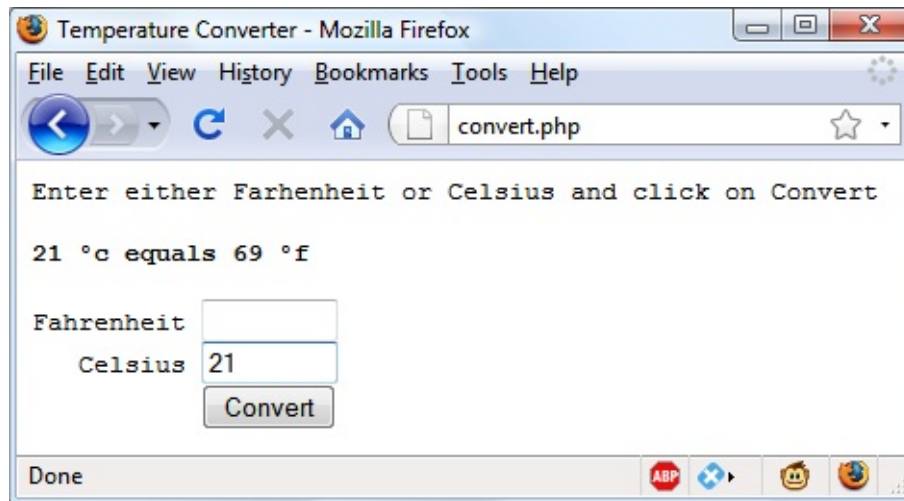 Temperature Converter - Mozilla Firefox
File Edit View History Bookmarks Tools Help
convert.php
Enter either Farhenheit or Celsius and click on Convert
21 °c equals 69 °f
Fahrenheit
Celsius 21
Convert
Done
ABP